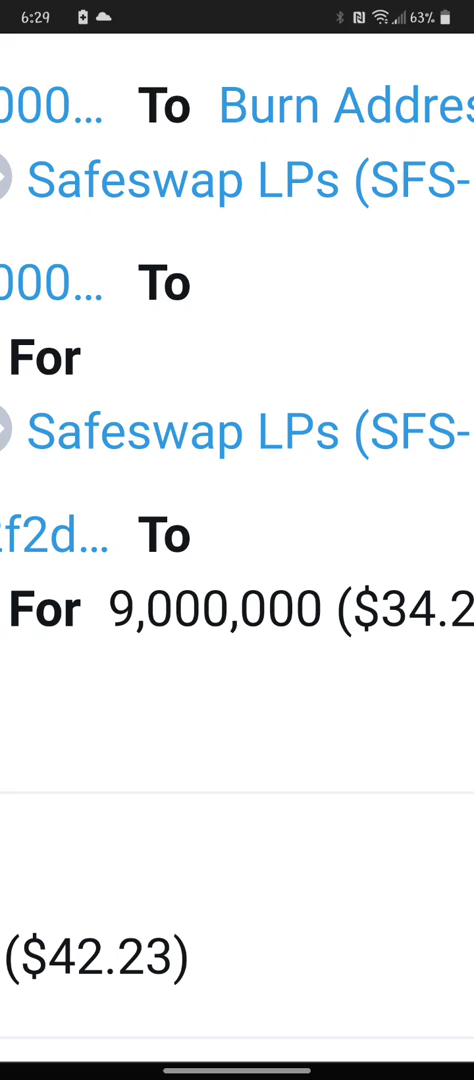 6:29 63%
000... To Burn Addres
Safeswap LPs (SFS-
000... To
For
Safeswap LPs (SFS-
f2d... To
For 9,000,000 ($34.2
($42.23)